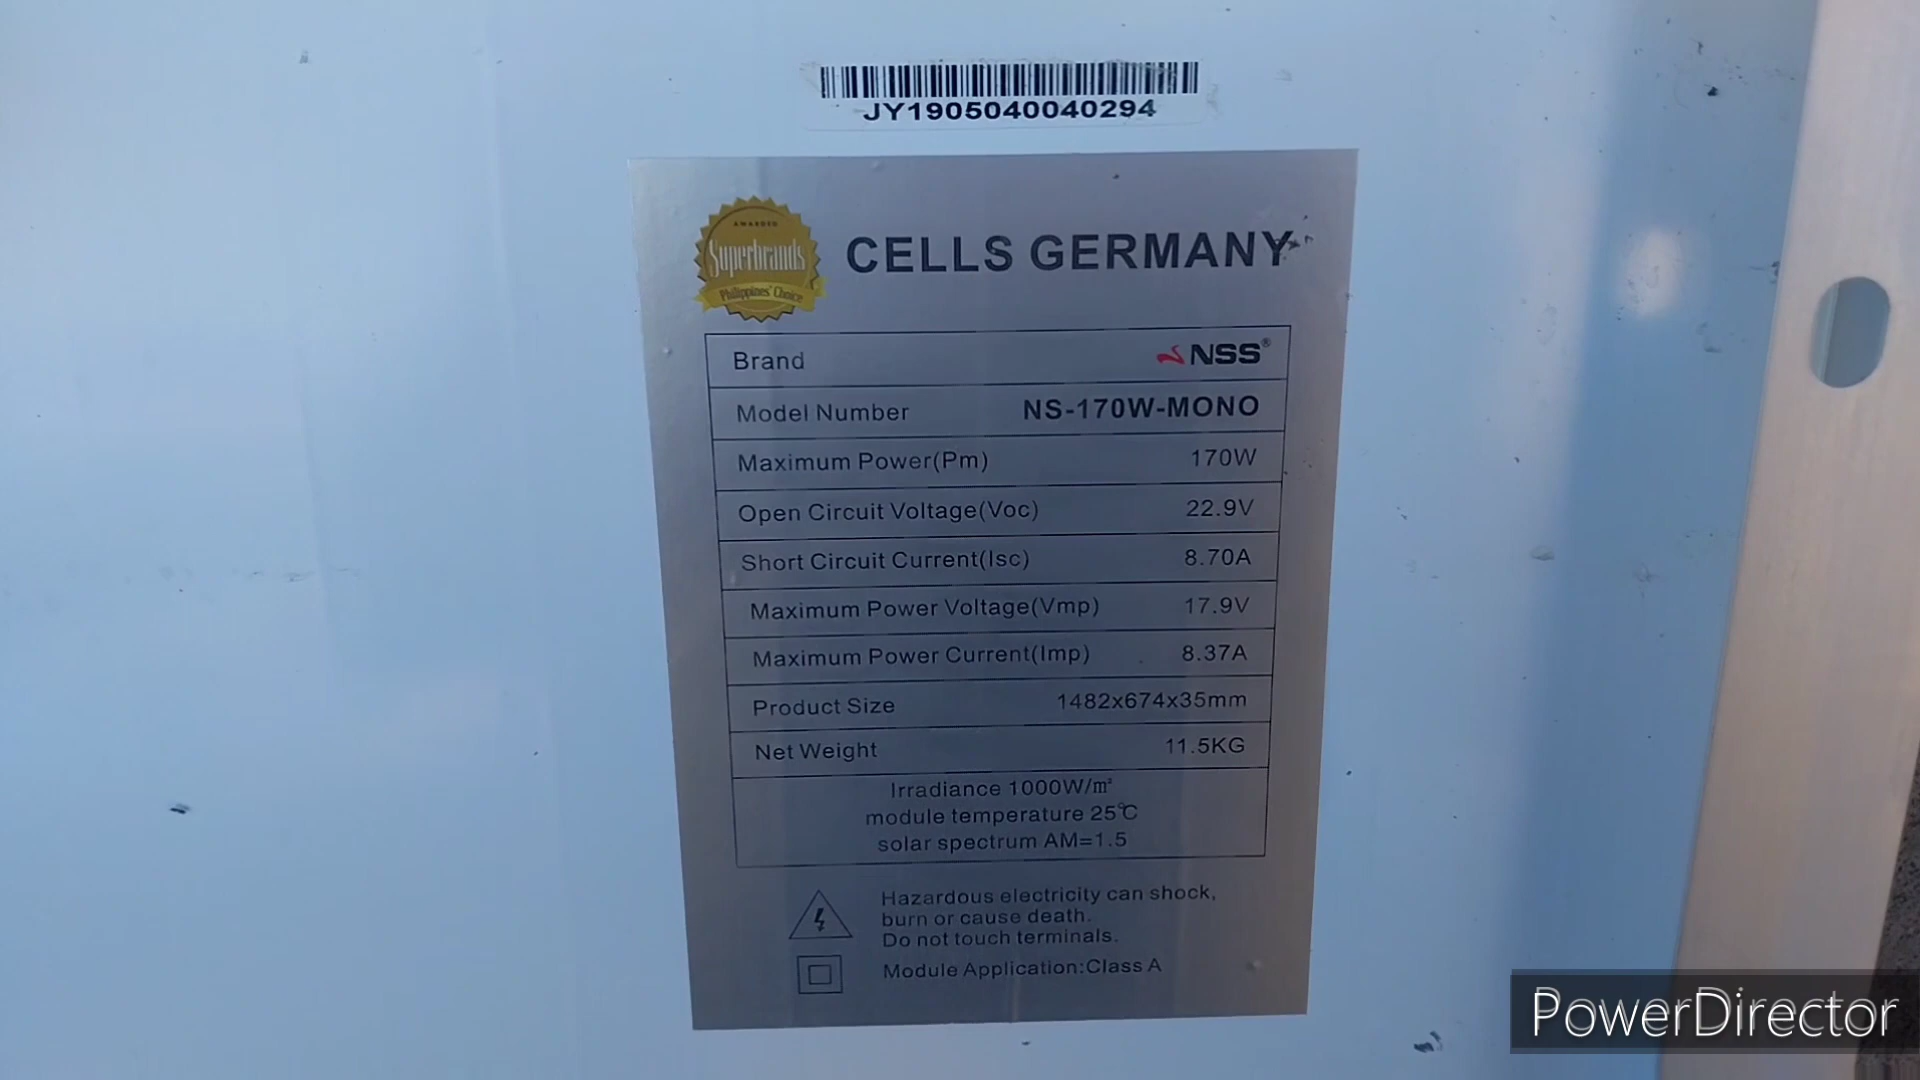 JY1905040040294
AWARDED
Superbrands
Philippines' Choice
CELLS GERMANY
Brand NSS®
Model Number NS-170W-MONO
Maximum Power(Pm) 170W
Open Circuit Voltage(Voc) 22.9V
Short Circuit Current(Isc) 8.70A
Maximum Power Voltage(Vmp) 17.9V
Maximum Power Current(Imp) 8.37A
Product Size 1482x674x35mm
Net Weight 11.5KG
Irradiance 1000W/㎡
module temperature 25℃
solar spectrum AM=1.5
Hazardous electricity can shock,
burn or cause death.
Do not touch terminals.
Module Application:Class A
PowerDirector